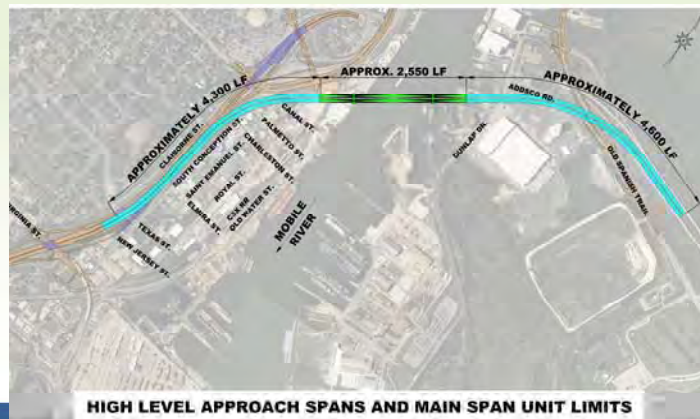 APPROX. 2,550 LF
APPROXIMATELY 4,300 LF
APPROXIMATELY 4,600 LF
ADDSCO RD.
CLAIBORNE ST.
SOUTH CONCEPTION ST.
SAINT EMANUEL ST.
ROYAL ST.
ELMIRA ST.
CANAL ST.
PALMETTO ST.
CHARLESTON ST.
CSX RR
OLD WATER ST.
DUNLAP DR.
OLD SPANISH TRAIL
VIRGINIA ST.
TEXAS ST.
NEW JERSEY ST.
MOBILE
RIVER
HIGH LEVEL APPROACH SPANS AND MAIN SPAN UNIT LIMITS